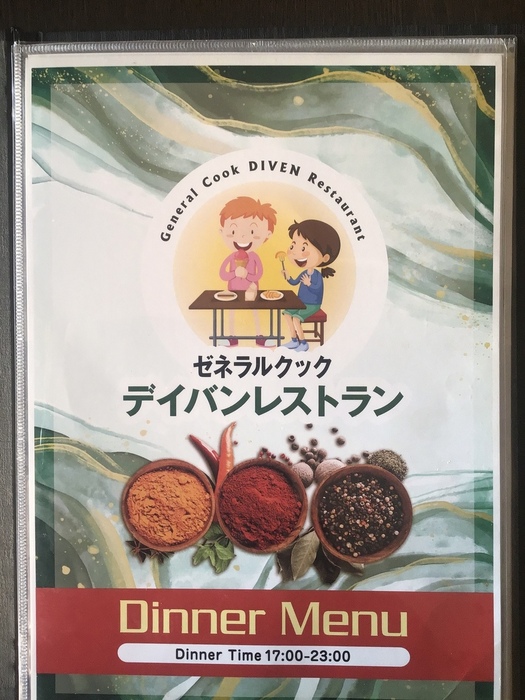 General Cook DIVEN Restaurant
ゼネラルクック
デイバンレストラン
Dinner Menu
Dinner Time 17:00-23:00